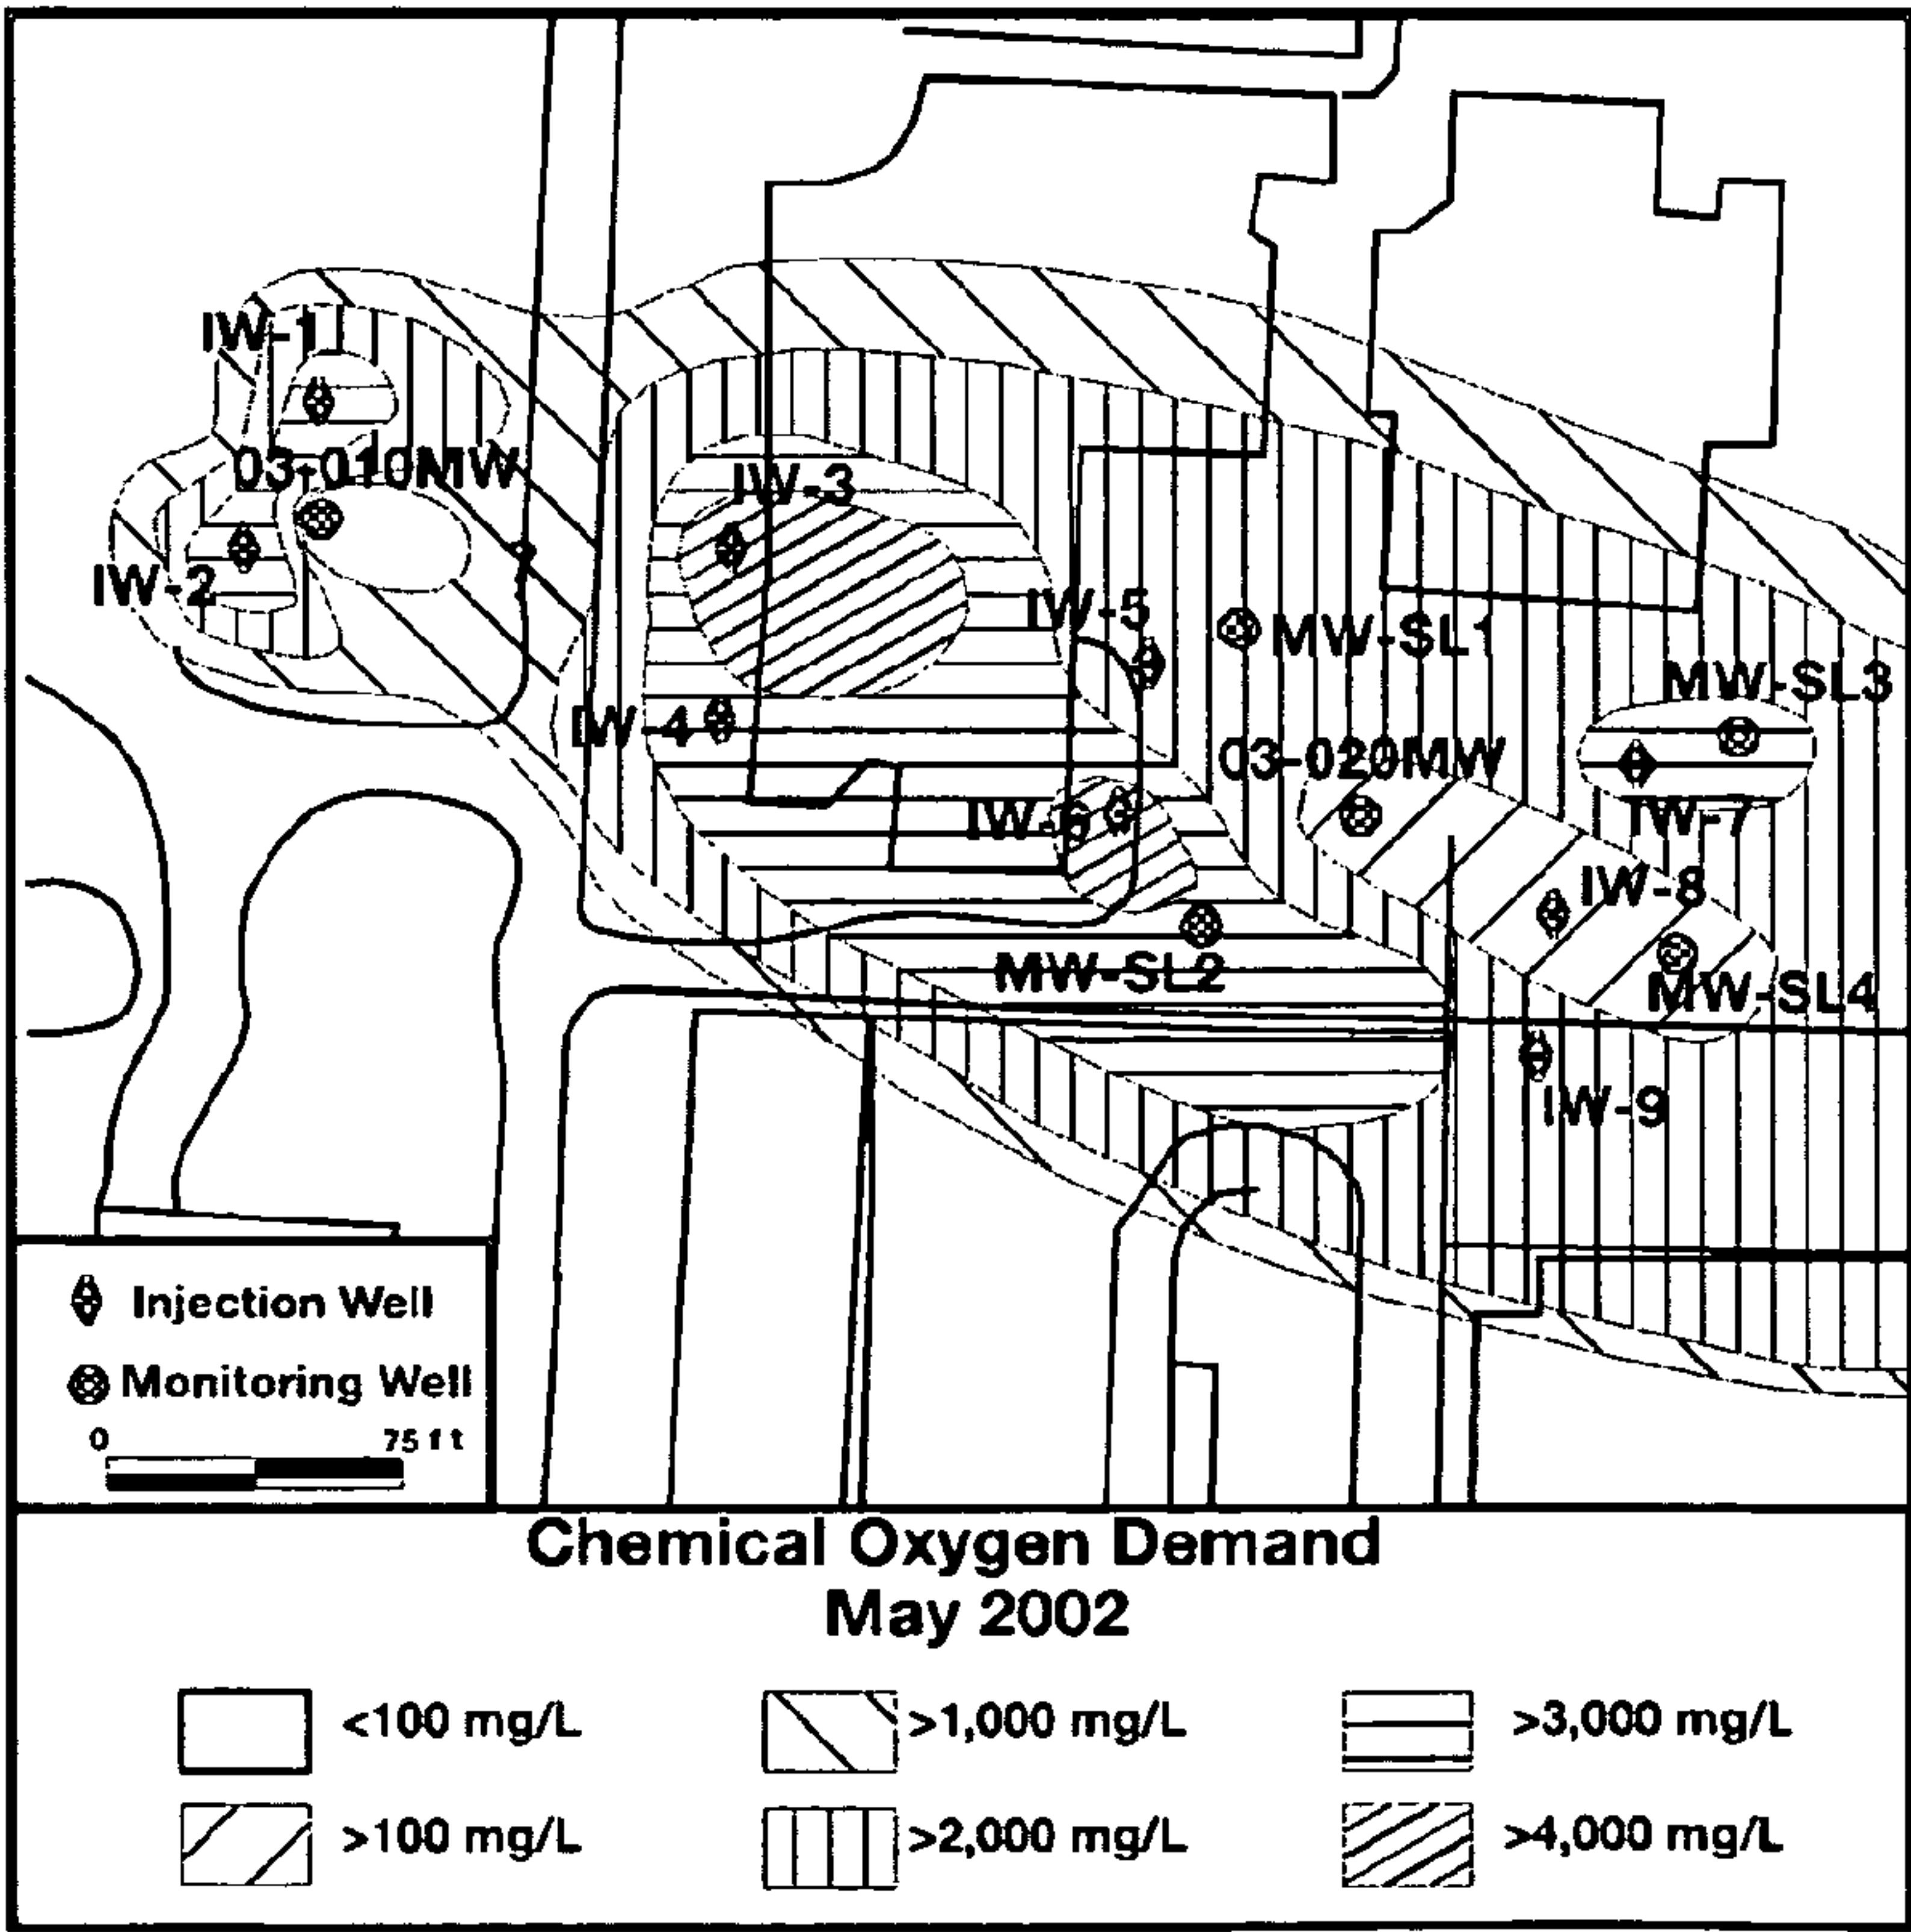 IW-1
03-010MW
IW-3
IW-2
IW-5
MW-SL1
MW-SL3
IW-4
03-020MW
IW-6
IW-7
IW-8
MW-SL2
MW-SL4
IW-9
Injection Well
Monitoring Well
0 75 ft
Chemical Oxygen Demand
May 2002
<100 mg/L >1,000 mg/L >3,000 mg/L
>100 mg/L >2,000 mg/L >4,000 mg/L